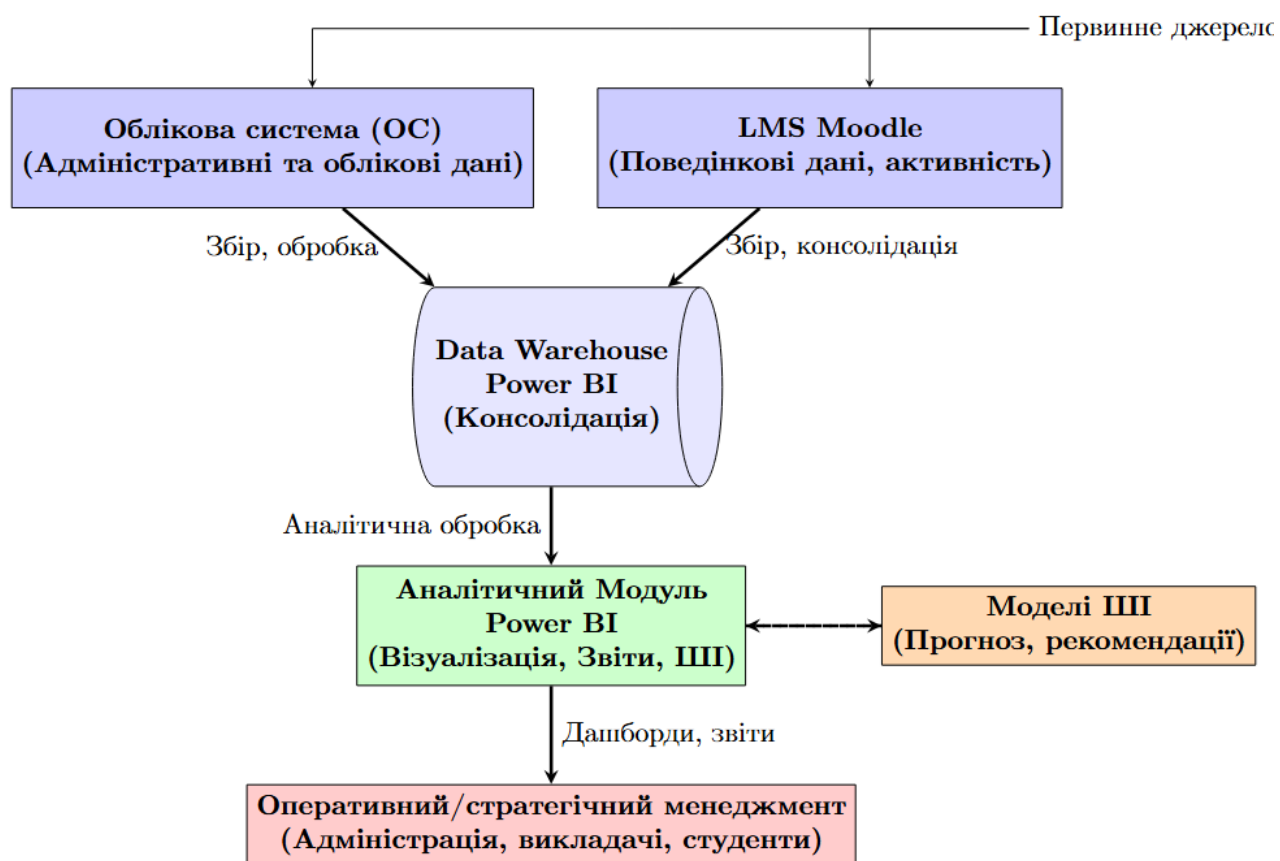 Первинне джерело
Облікова система (ОС)
(Адміністративні та облікові дані)
LMS Moodle
(Поведінкові дані, активність)
Збір, обробка
Збір, консолідація
Data Warehouse
Power BI
(Консолідація)
Аналітична обробка
Аналітичний Модуль
Power BI
(Візуалізація, Звіти, ШІ)
Моделі ШІ
(Прогноз, рекомендації)
Дашборди, звіти
Оперативний/стратегічний менеджмент
(Адміністрація, викладачі, студенти)